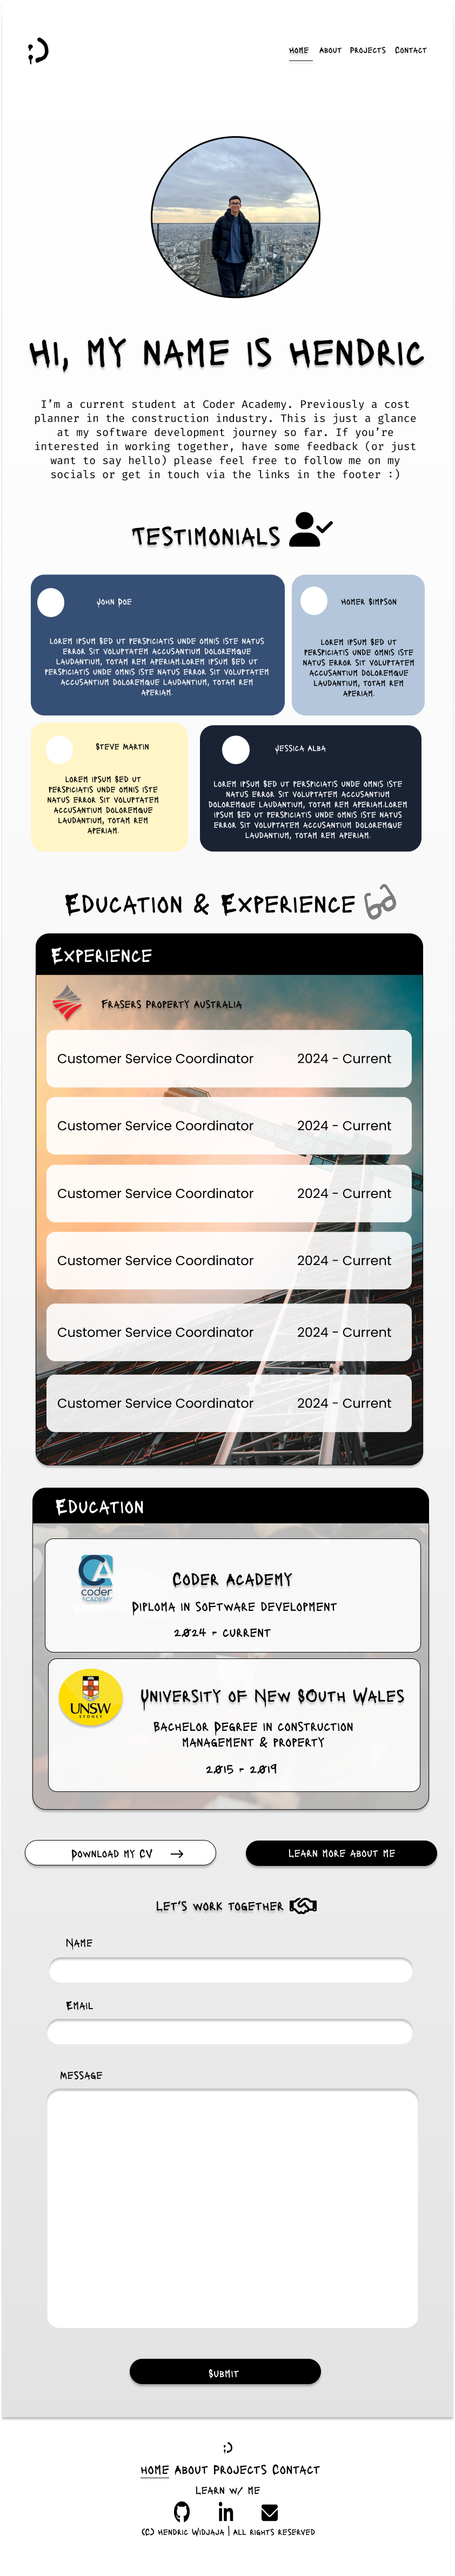 HOME ABOUT PROJECTS CONTACT
HI, MY NAME IS HENDRIC
I'm a current student at Coder Academy. Previously a cost
planner in the construction industry. This is just a glance
at my software development journey so far. If you're
interested in working together, have some feedback (or just
want to say hello) please feel free to follow me on my
socials or get in touch via the links in the footer :)
TESTIMONIALS
JOHN DOE
LOREM IPSUM SED UT PERSPICIATIS UNDE OMNIS ISTE NATUS
ERROR SIT VOLUPTATEM ACCUSANTIUM DOLOREMQUE
LAUDANTIUM, TOTAM REM APERIAM.LOREM IPSUM SED UT
PERSPICIATIS UNDE OMNIS ISTE NATUS ERROR SIT VOLUPTATEM
ACCUSANTIUM DOLOREMQUE LAUDANTIUM, TOTAM REM
APERIAM.
HOMER SIMPSON
LOREM IPSUM SED UT
PERSPICIATIS UNDE OMNIS ISTE
NATUS ERROR SIT VOLUPTATEM
ACCUSANTIUM DOLOREMQUE
LAUDANTIUM, TOTAM REM
APERIAM.
STEVE MARTIN
LOREM IPSUM SED UT
PERSPICIATIS UNDE OMNIS ISTE
NATUS ERROR SIT VOLUPTATEM
ACCUSANTIUM DOLOREMQUE
LAUDANTIUM, TOTAM REM
APERIAM.
JESSICA ALBA
LOREM IPSUM SED UT PERSPICIATIS UNDE OMNIS ISTE
NATUS ERROR SIT VOLUPTATEM ACCUSANTIUM
DOLOREMQUE LAUDANTIUM, TOTAM REM APERIAM.LOREM
IPSUM SED UT PERSPICIATIS UNDE OMNIS ISTE NATUS
ERROR SIT VOLUPTATEM ACCUSANTIUM DOLOREMQUE
LAUDANTIUM, TOTAM REM APERIAM.
EDUCATION & EXPERIENCE
EXPERIENCE
FRASERS PROPERTY AUSTRALIA
Customer Service Coordinator 2024 - Current
Customer Service Coordinator 2024 - Current
Customer Service Coordinator 2024 - Current
Customer Service Coordinator 2024 - Current
Customer Service Coordinator 2024 - Current
Customer Service Coordinator 2024 - Current
EDUCATION
CA
coder
ACADEMY
CODER ACADEMY
DIPLOMA IN SOFTWARE DEVELOPMENT
2024 - CURRENT
UNSW
SYDNEY
UNIVERSITY OF NEW SOUTH WALES
BACHELOR DEGREE IN CONSTRUCTION
MANAGEMENT & PROPERTY
2015 - 2019
DOWNLOAD MY CV →
LEARN MORE ABOUT ME
LET'S WORK TOGETHER
NAME
EMAIL
MESSAGE
SUBMIT
HOME ABOUT PROJECTS CONTACT
LEARN W/ ME
in
(C) HENDRIC WIDJAJA | ALL RIGHTS RESERVED